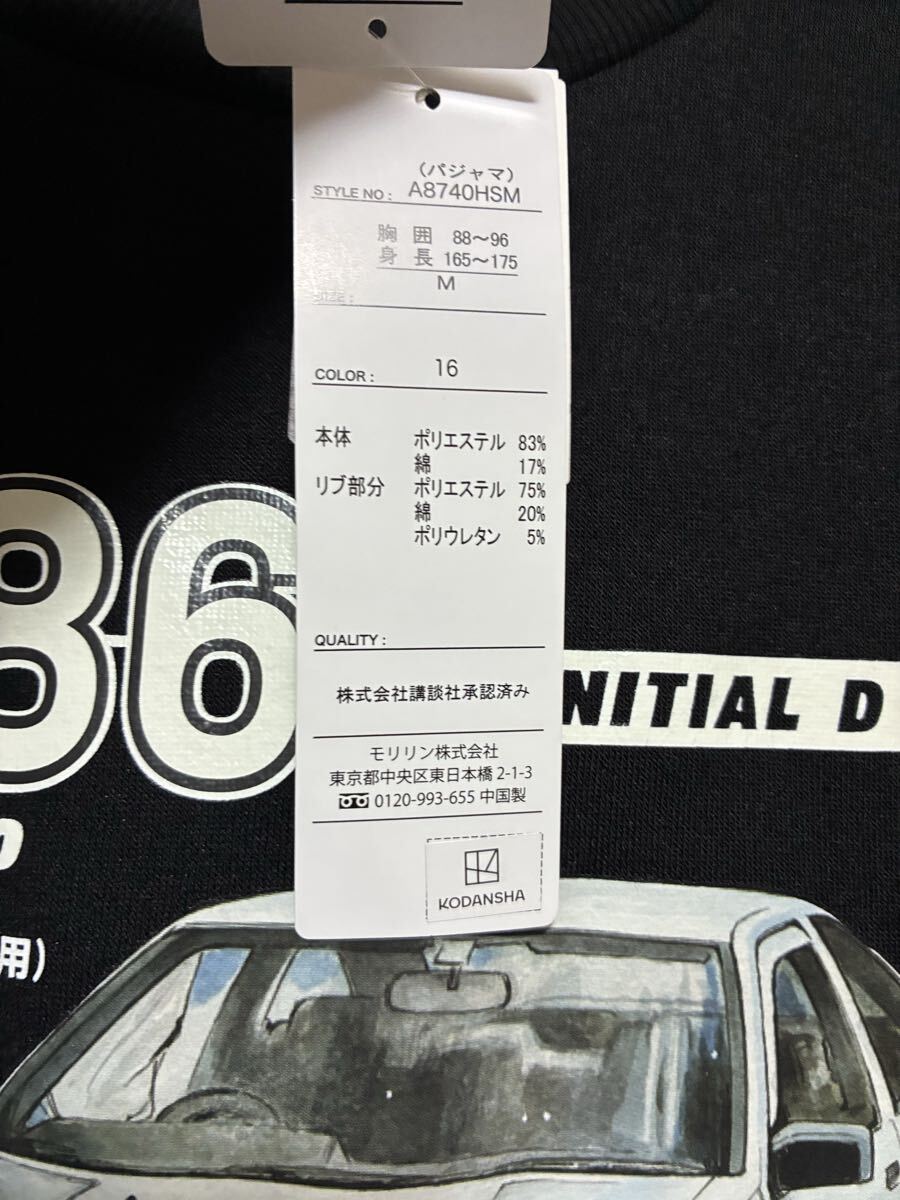 (パジャマ)
STYLE NO : A8740HSM
胸 囲 88〜96
身 長 165〜175
M
SIZE :
COLOR : 16
本体 ポリエステル 83%
綿 17%
リブ部分 ポリエステル 75%
綿 20%
ポリウレタン 5%
QUALITY :
株式会社講談社承認済み
モリリン株式会社
東京都中央区東日本橋 2-1-3
0120-993-655 中国製
KODANSHA
86
NITIAL D
用)